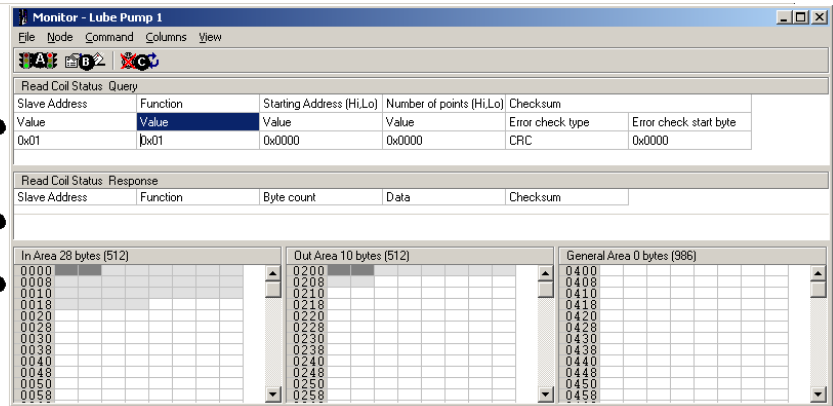 Monitor - Lube Pump 1
File Node Command Columns View
A B C
Read Coil Status Query
Slave Address Function Starting Address (Hi,Lo) Number of points (Hi,Lo) Checksum
Value Value Value Value Error check type Error check start byte
0x01 0x01 0x0000 0x0000 CRC 0x0000
Read Coil Status Response
Slave Address Function Byte count Data Checksum
In Area 28 bytes (512) Out Area 10 bytes (512) General Area 0 bytes (986)
0000 0200 0400
0008 0208 0408
0010 0210 0410
0018 0218 0418
0020 0220 0420
0028 0228 0428
0030 0230 0430
0038 0238 0438
0040 0240 0440
0048 0248 0448
0050 0250 0450
0058 0258 0458